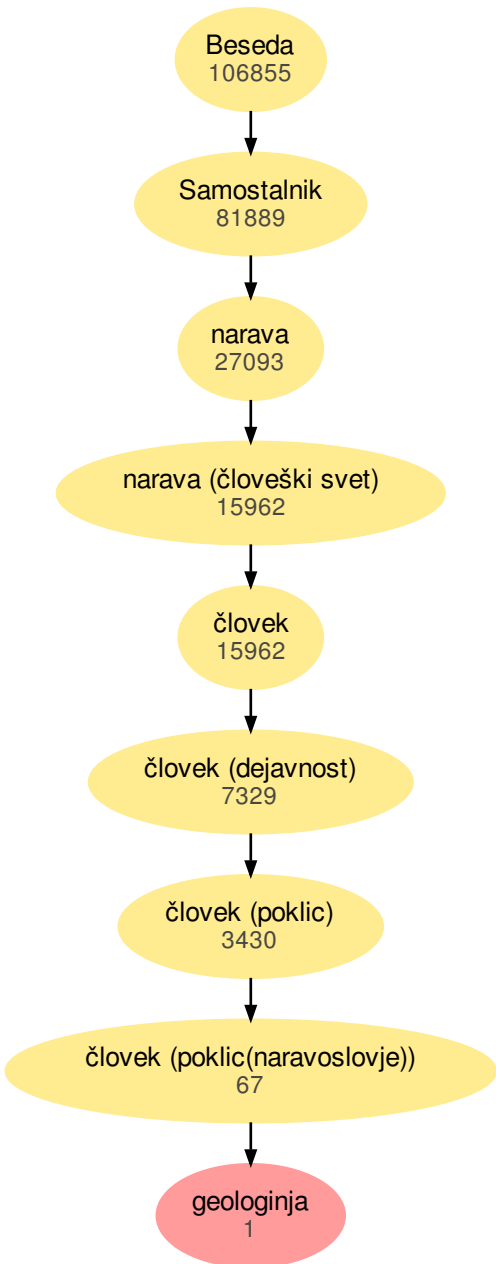 Beseda
106855
Samostalnik
81889
narava
27093
narava (človeški svet)
15962
človek
15962
človek (dejavnost)
7329
človek (poklic)
3430
človek (poklic(naravoslovje))
67
geologinja
1